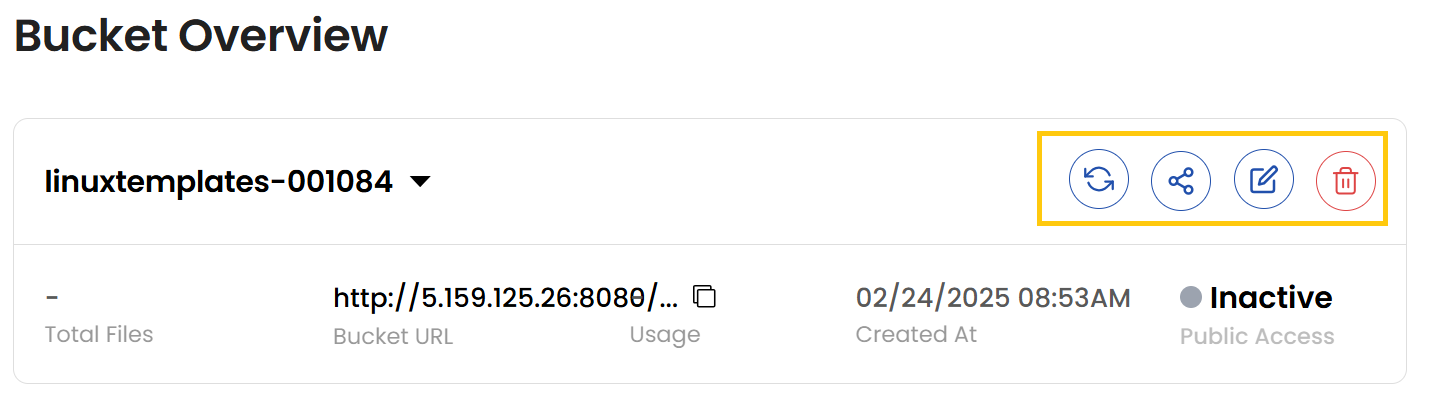 Bucket Overview
linuxtemplates-001084
-
http://5.159.125.26:8080/...
-
02/24/2025 08:53AM
Inactive
Total Files
Bucket URL
Usage
Created At
Public Access